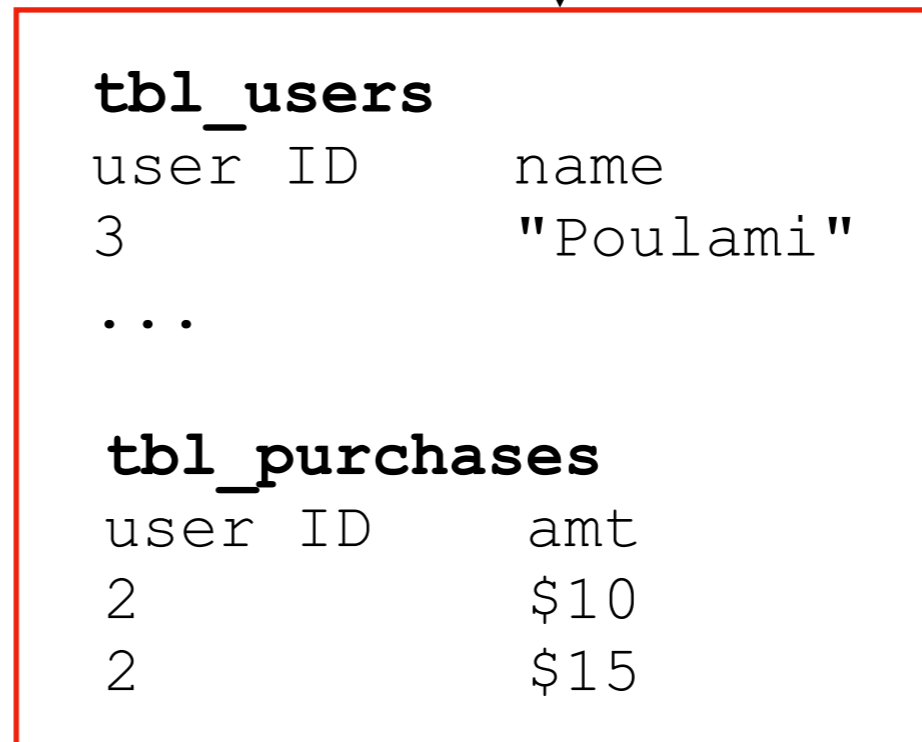 tbl_users
user ID name
3 "Poulami"
...
tbl_purchases
user ID amt
2 $10
2 $15